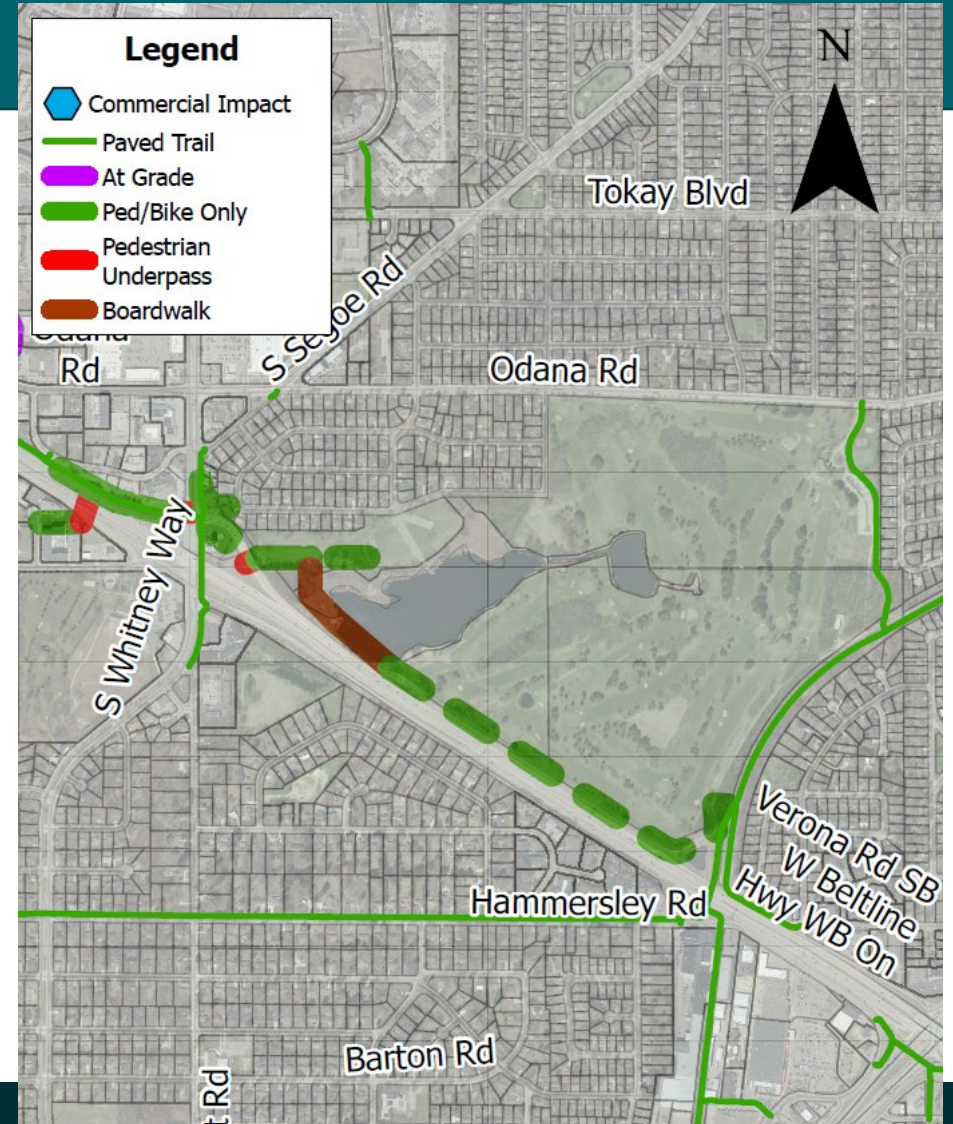 Legend
Commercial Impact
Paved Trail
At Grade
Ped/Bike Only
Pedestrian
Underpass
Boardwalk
N
Tokay Blvd
S Segoe Rd
Rd
Odana Rd
S Whitney Way
Verona Rd SB
W Beltline
Hwy WB On
Hammersley Rd
Barton Rd
t Rd